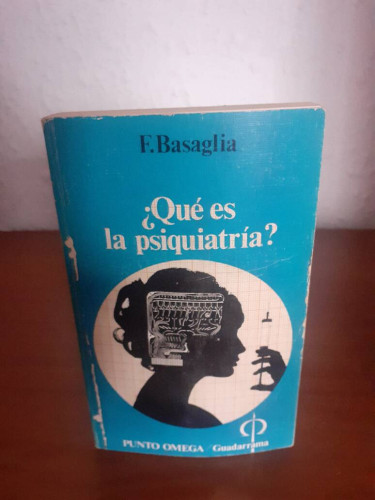 F. Basaglia
¿Qué es
la psiquiatría?
PUNTO OMEGA / Guadarrama